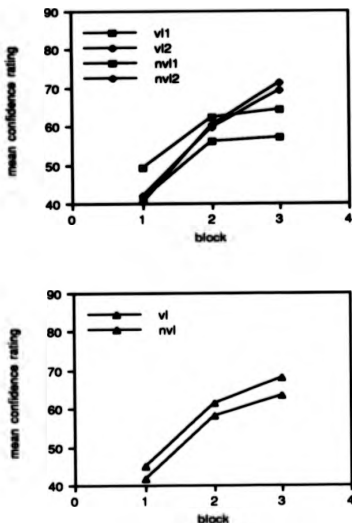 mean confidence rating
90
80
70
60
50
40
vl1
vl2
nvl1
nvl2
0
1
2
3
4
block
mean confidence rating
90
80
70
60
50
40
vl
nvl
0
1
2
3
4
block